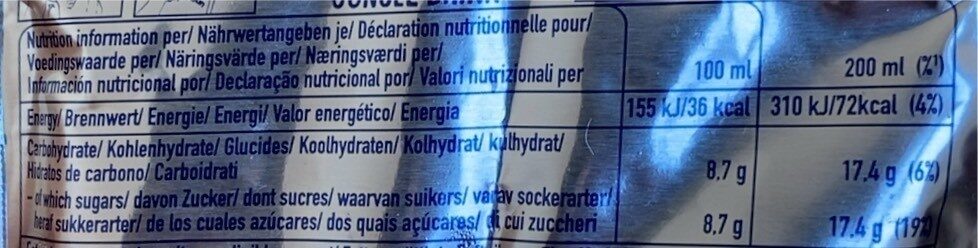 Nutrition information per/ Nährwertangeben je/ Déclaration nutritionnelle pour/
Voedingswaarde per/ Näringsvärde per/ Næringsværdi per/
Información nutricional por/ Declaração nutricional por/ Valori nutrizionali per 100 ml 200 ml (%¹)
Energy/ Brennwert/ Energie/ Energi/ Valor energético/ Energia 155 kJ/36 kcal 310 kJ/72kcal (4%)
Carbohydrate/ Kohlenhydrate/ Glucides/ Koolhydraten/ Kolhydrat/ kulhydrat/
Hidratos de carbono/ Carboidrati 8,7 g 17,4 g (6%)
- of which sugars/ davon Zucker/ dont sucres/ waarvan suikers/ varav sockerarter/
heraf sukkerarter/ de los cuales azúcares/ dos quais açúcares/ di cui zuccheri 8,7 g 17,4 g (19%)